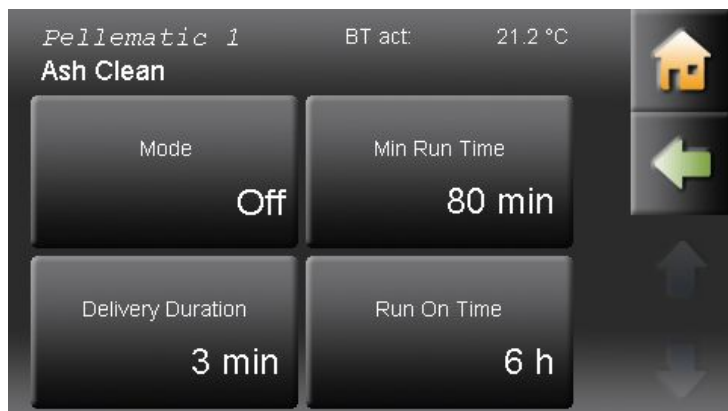 Pellematic 1 BT act: 21.2 °C
Ash Clean
Mode
Off
Min Run Time
80 min
Delivery Duration
3 min
Run On Time
6 h